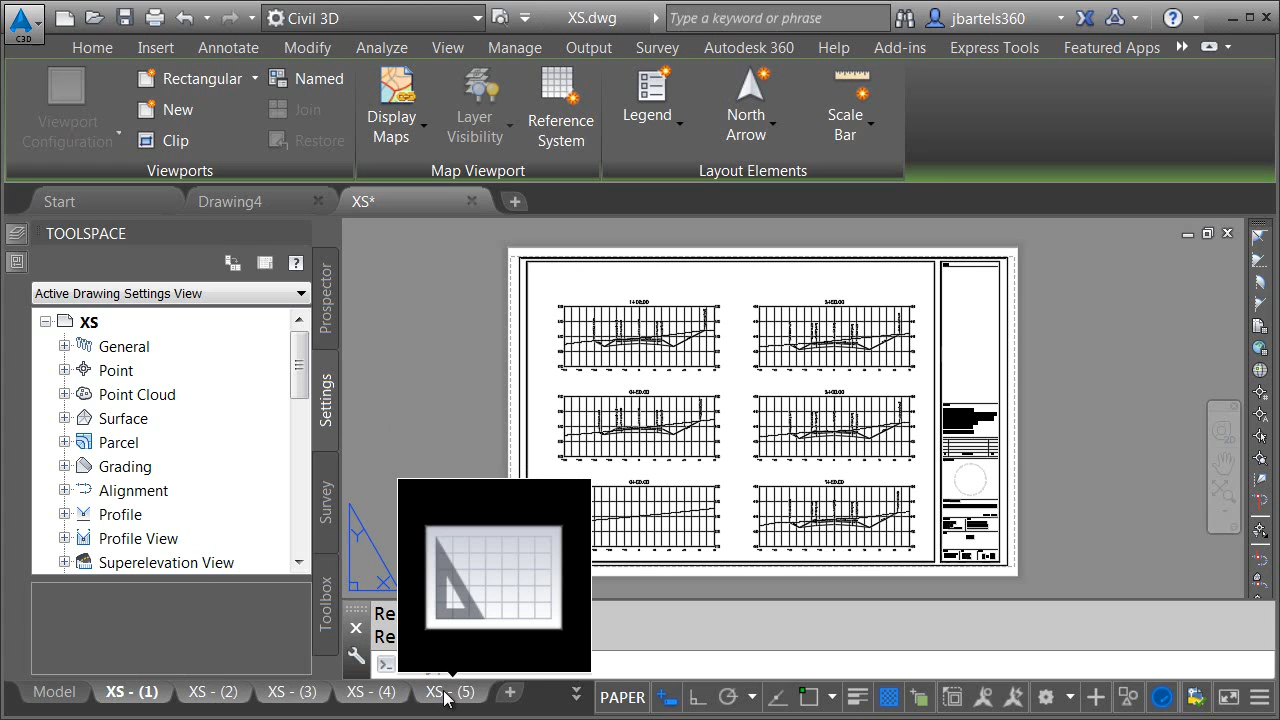 C3D
Civil 3D
XS.dwg
Type a keyword or phrase
jbartels360
Home Insert Annotate Modify Analyze View Manage Output Survey Autodesk 360 Help Add-ins Express Tools Featured Apps
Viewport
Configuration
Rectangular
New
Clip
Named
Join
Restore
Display
Maps
Layer
Visibility
Reference
System
Legend
North
Arrow
Scale
Bar
Viewports
Map Viewport
Layout Elements
Start
Drawing4
XS*
TOOLSPACE
Active Drawing Settings View
XS
General
Point
Point Cloud
Surface
Parcel
Grading
Alignment
Profile
Profile View
Superelevation View
Prospector
Settings
Survey
Toolbox
Y
X
Re
Re
Model
XS - (1)
XS - (2)
XS - (3)
XS - (4)
XS - (5)
PAPER